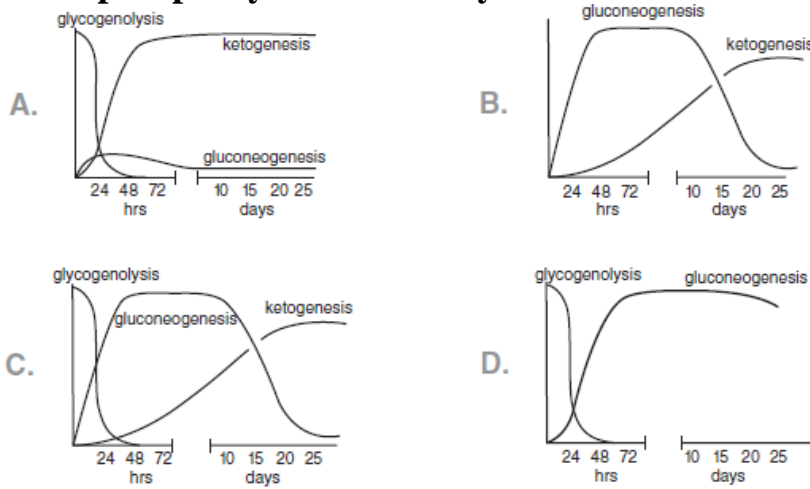 glycogenolysis
ketogenesis
A.
gluconeogenesis
24 48 72
10 15 20 25
hrs
days
gluconeogenesis
ketogenesis
B.
24 48 72
10 15 20 25
hrs
days
glycogenolysis
gluconeogenesis
ketogenesis
C.
24 48 72
10 15 20 25
hrs
days
glycogenolysis
gluconeogenesis
D.
24 48 72
10 15 20 25
hrs
days